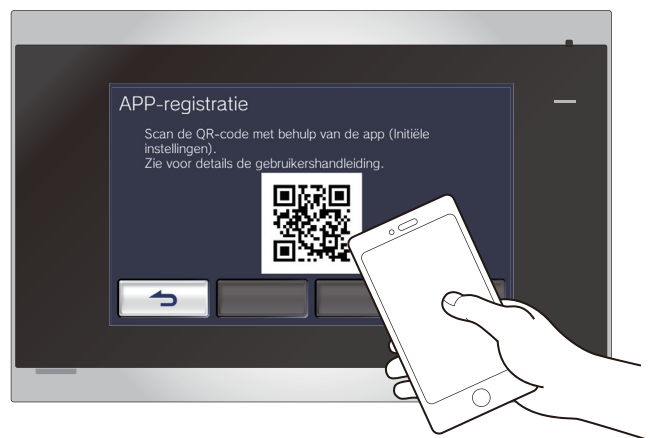 APP-registratie
Scan de QR-code met behulp van de app (Initiële
instellingen).
Zie voor details de gebruikershandleiding.